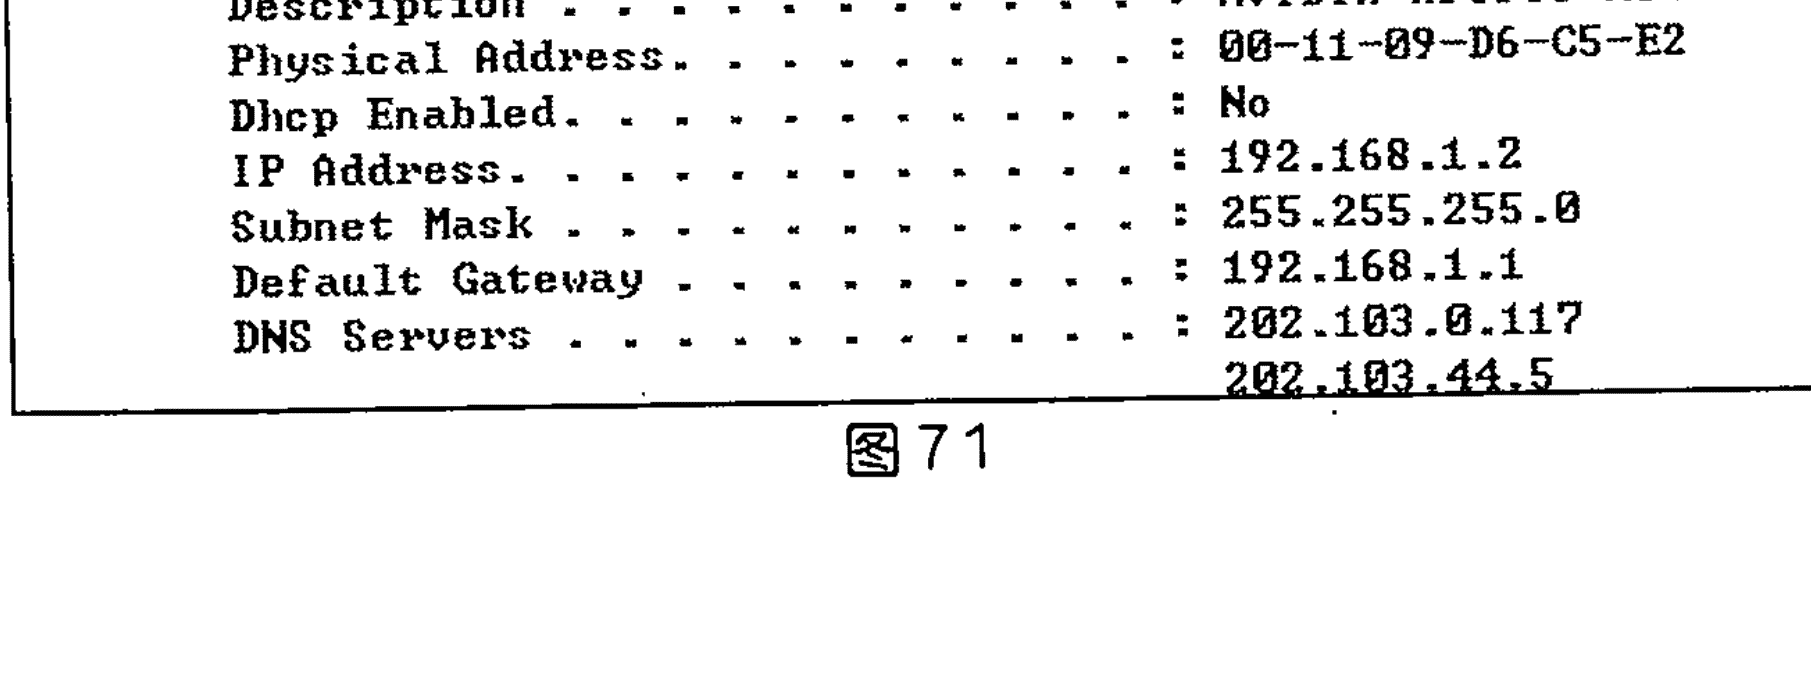 Description . . . . . . . . . . . :
Physical Address. . . . . . . . . : 00-11-09-D6-C5-E2
Dhcp Enabled. . . . . . . . . . . : No
IP Address. . . . . . . . . . . . : 192.168.1.2
Subnet Mask . . . . . . . . . . . : 255.255.255.0
Default Gateway . . . . . . . . . : 192.168.1.1
DNS Servers . . . . . . . . . . . : 202.103.0.117
202.103.44.5
图71